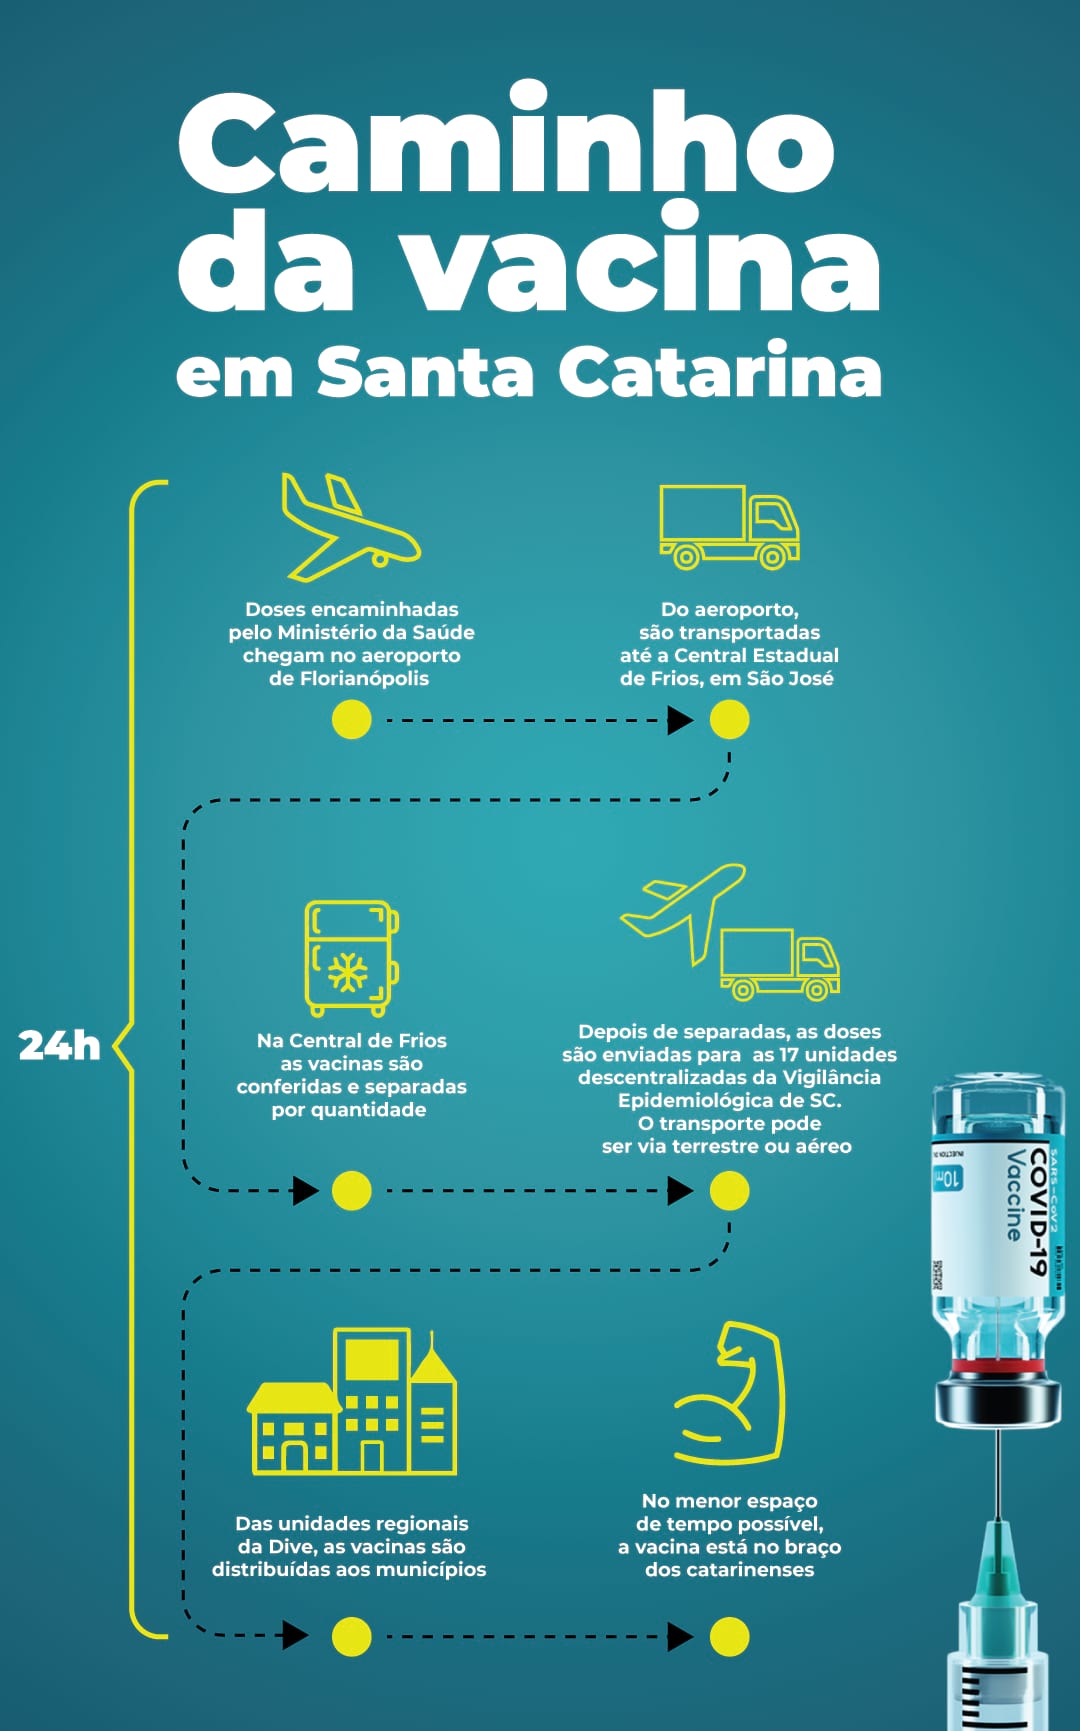 Caminho
da vacina
em Santa Catarina
Doses encaminhadas
pelo Ministério da Saúde
chegam no aeroporto
de Florianópolis
Do aeroporto,
são transportadas
até a Central Estadual
de Frios, em São José
24h
Na Central de Frios
as vacinas são
conferidas e separadas
por quantidade
Depois de separadas, as doses
são enviadas para as 17 unidades
descentralizadas da Vigilância
Epidemiológica de SC.
O transporte pode
ser via terrestre ou aéreo
Das unidades regionais
da Dive, as vacinas são
distribuídas aos municípios
No menor espaço
de tempo possível,
a vacina está no braço
dos catarinenses
SARS-CoV2
COVID-19
Vaccine
10ml